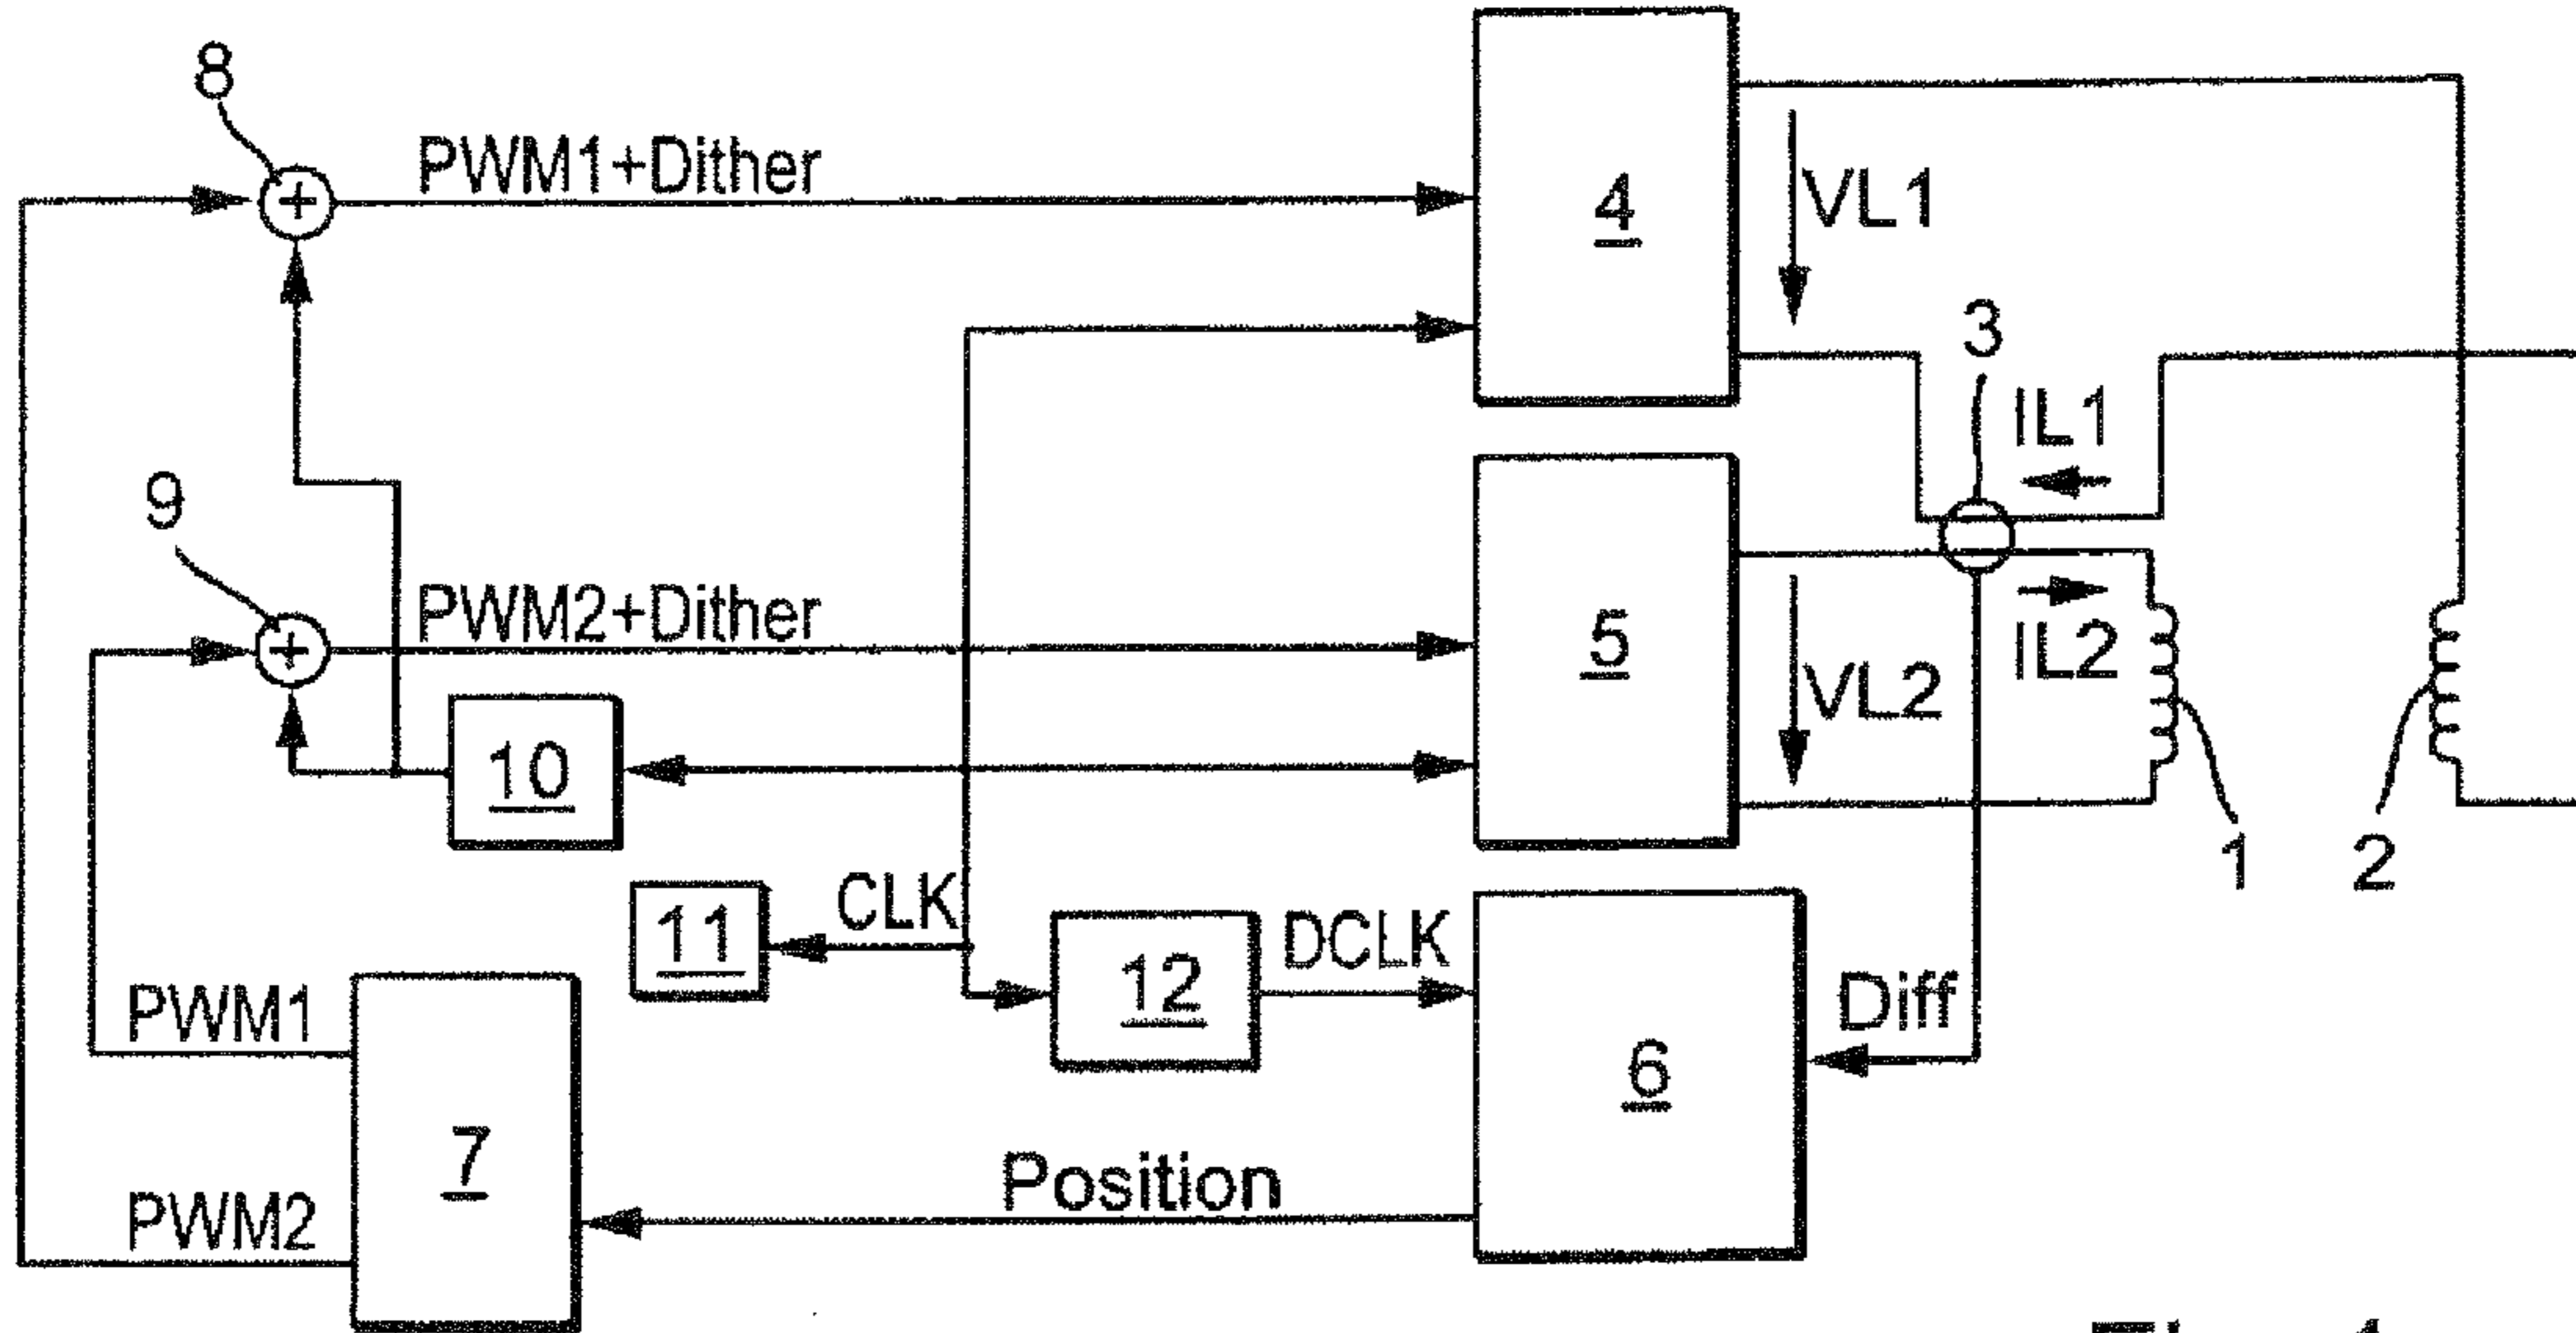 8
PWM1+Dither
4
VL1
3
IL1
9
PWM2+Dither
5
IL2
VL2
10
1
2
11
CLK
12
DCLK
Diff
6
PWM1
7
Position
PWM2